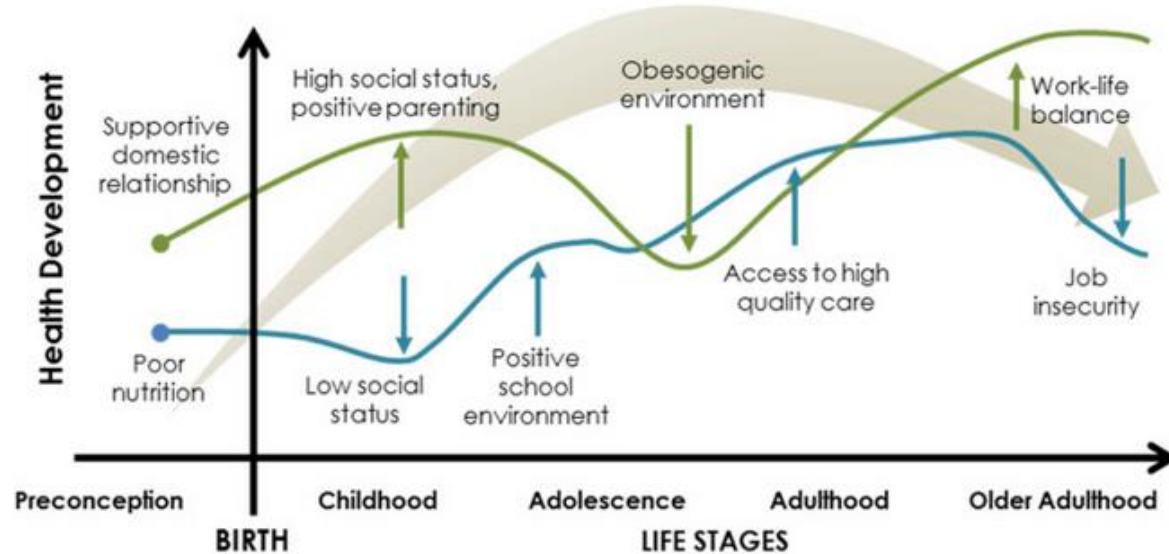 Health Development
Supportive
domestic
relationship
High social status,
positive parenting
Obesogenic
environment
Work-life
balance
Poor
nutrition
Low social
status
Positive
school
environment
Access to high
quality care
Job
insecurity
Preconception
Childhood
Adolescence
Adulthood
Older Adulthood
BIRTH
LIFE STAGES